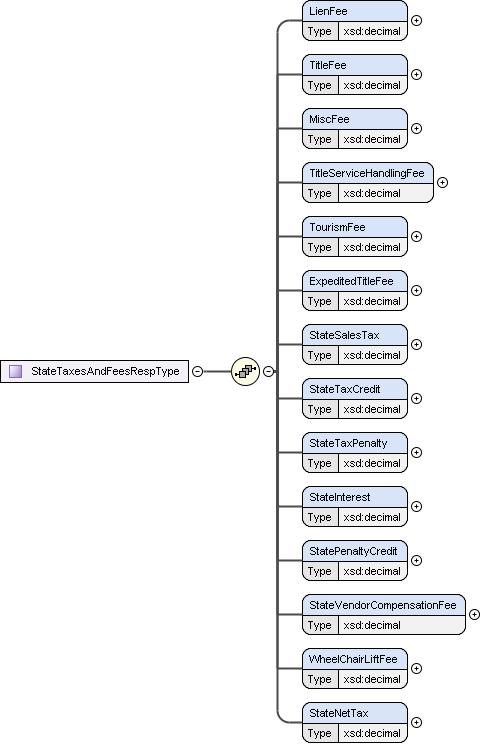 LienFee
Type xsd:decimal
TitleFee
Type xsd:decimal
MiscFee
Type xsd:decimal
TitleServiceHandlingFee
Type xsd:decimal
TourismFee
Type xsd:decimal
ExpeditedTitleFee
Type xsd:decimal
StateSalesTax
Type xsd:decimal
StateTaxesAndFeesRespType
StateTaxCredit
Type xsd:decimal
StateTaxPenalty
Type xsd:decimal
StateInterest
Type xsd:decimal
StatePenaltyCredit
Type xsd:decimal
StateVendorCompensationFee
Type xsd:decimal
WheelChairLiftFee
Type xsd:decimal
StateNetTax
Type xsd:decimal